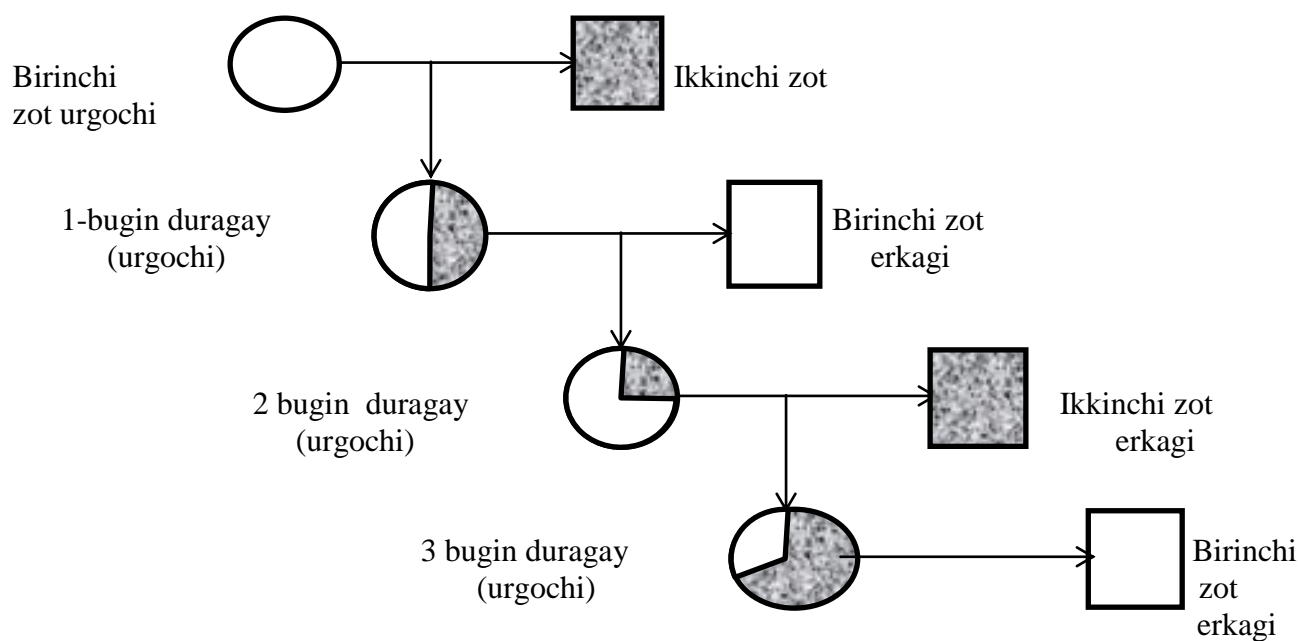 Birinchi
zot urgochi
Ikkinchi zot
1-bugin duragay
(urgochi)
Birinchi zot
erkagi
2 bugin duragay
(urgochi)
Ikkinchi zot
erkagi
3 bugin duragay
(urgochi)
Birinchi
zot
erkagi